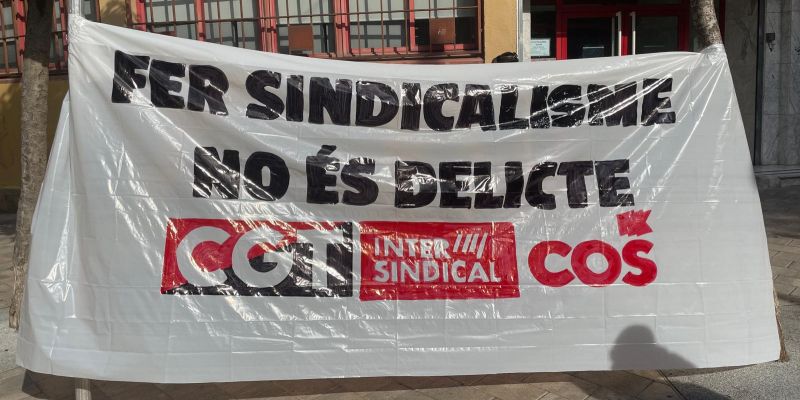 FER SINDICALISME
NO ÉS DELICTE
CGT
INTER
SINDICAL
COS